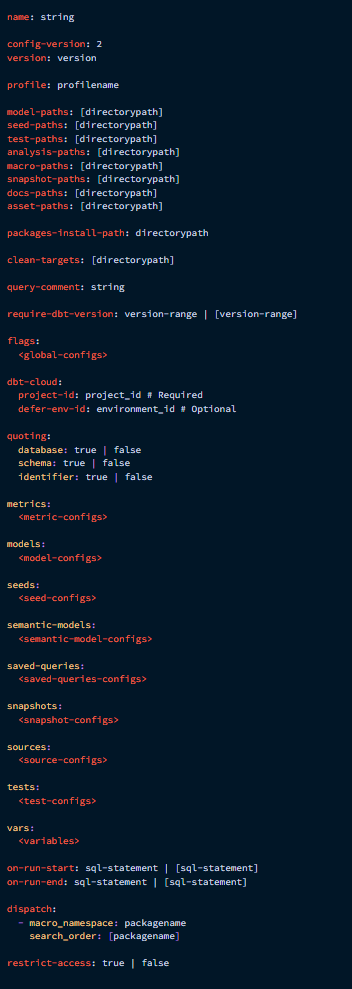 name: string
config-version: 2
version: version
profile: profilename
model-paths: [directorypath]
seed-paths: [directorypath]
test-paths: [directorypath]
analysis-paths: [directorypath]
macro-paths: [directorypath]
snapshot-paths: [directorypath]
docs-paths: [directorypath]
asset-paths: [directorypath]
packages-install-path: directorypath
clean-targets: [directorypath]
query-comment: string
require-dbt-version: version-range | [version-range]
flags:
  <global-configs>
dbt-cloud:
  project-id: project_id # Required
  defer-env-id: environment_id # Optional
quoting:
  database: true | false
  schema: true | false
  identifier: true | false
metrics:
  <metric-configs>
models:
  <model-configs>
seeds:
  <seed-configs>
semantic-models:
  <semantic-model-configs>
saved-queries:
  <saved-queries-configs>
snapshots:
  <snapshot-configs>
sources:
  <source-configs>
tests:
  <test-configs>
vars:
  <variables>
on-run-start: sql-statement | [sql-statement]
on-run-end: sql-statement | [sql-statement]
dispatch:
  - macro_namespace: packagename
    search_order: [packagename]
restrict-access: true | false